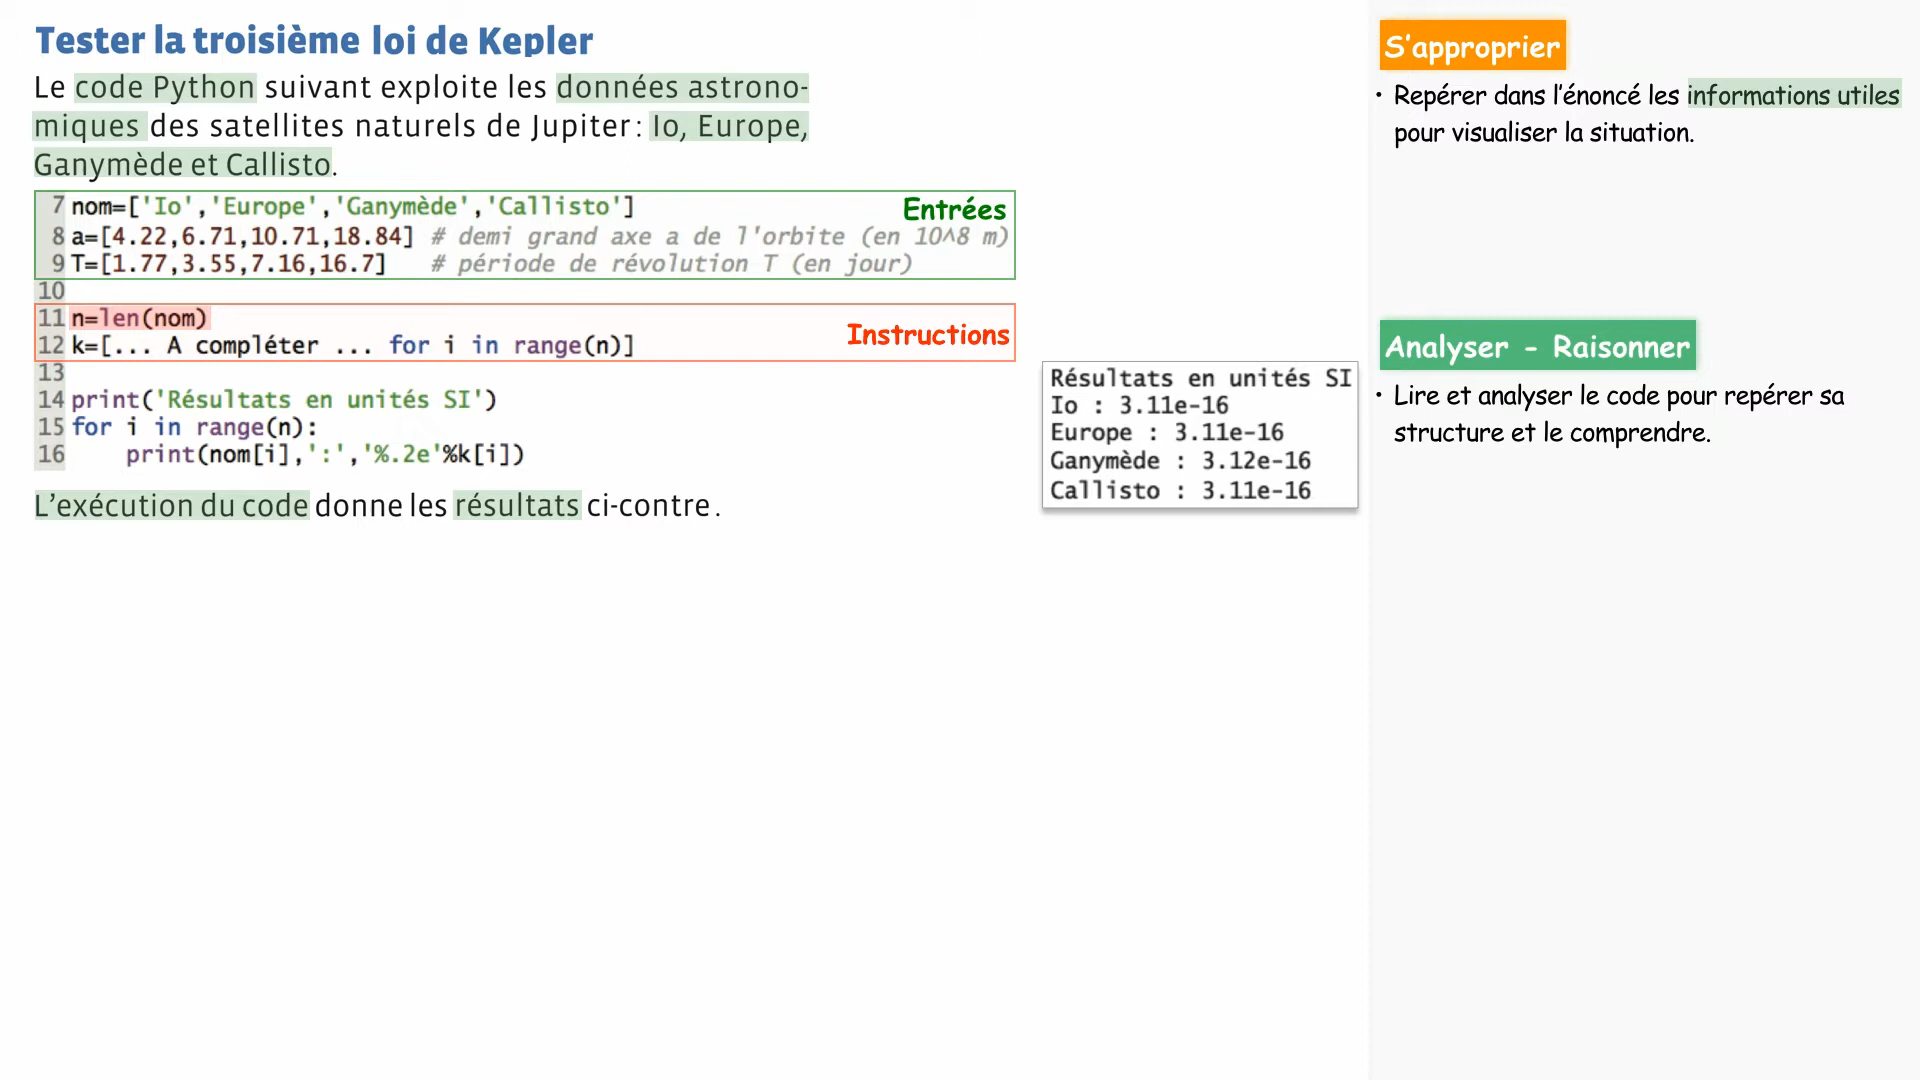 Tester la troisième loi de Kepler
Le code Python suivant exploite les données astrono-
miques des satellites naturels de Jupiter : Io, Europe,
Ganymède et Callisto.
7 nom=['Io','Europe','Ganymède','Callisto']
Entrées
8 a=[4.22,6.71,10.71,18.84] # demi grand axe a de l'orbite (en 10^8 m)
9 T=[1.77,3.55,7.16,16.7] # période de révolution T (en jour)
10
11 n=len(nom)
12 k=[... A compléter ... for i in range(n)]
Instructions
13
14 print('Résultats en unités SI')
15 for i in range(n):
16 print(nom[i],':','%.2e'%k[i])
L'exécution du code donne les résultats ci-contre.
Résultats en unités SI
Io : 3.11e-16
Europe : 3.11e-16
Ganymède : 3.12e-16
Callisto : 3.11e-16
S'approprier
• Repérer dans l'énoncé les informations utiles
pour visualiser la situation.
Analyser - Raisonner
• Lire et analyser le code pour repérer sa
structure et le comprendre.